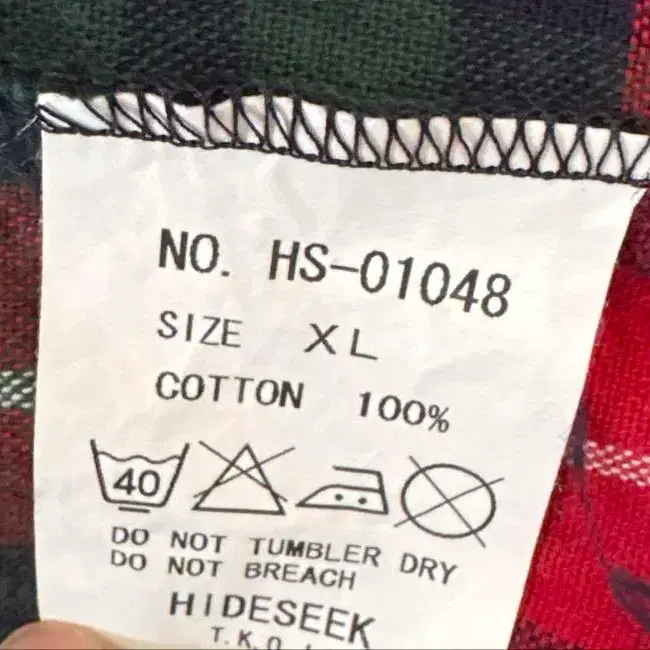 NO. HS-01048
SIZE XL
COTTON 100%
40
DO NOT TUMBLER DRY
DO NOT BREACH
HIDESEEK
T.K.O